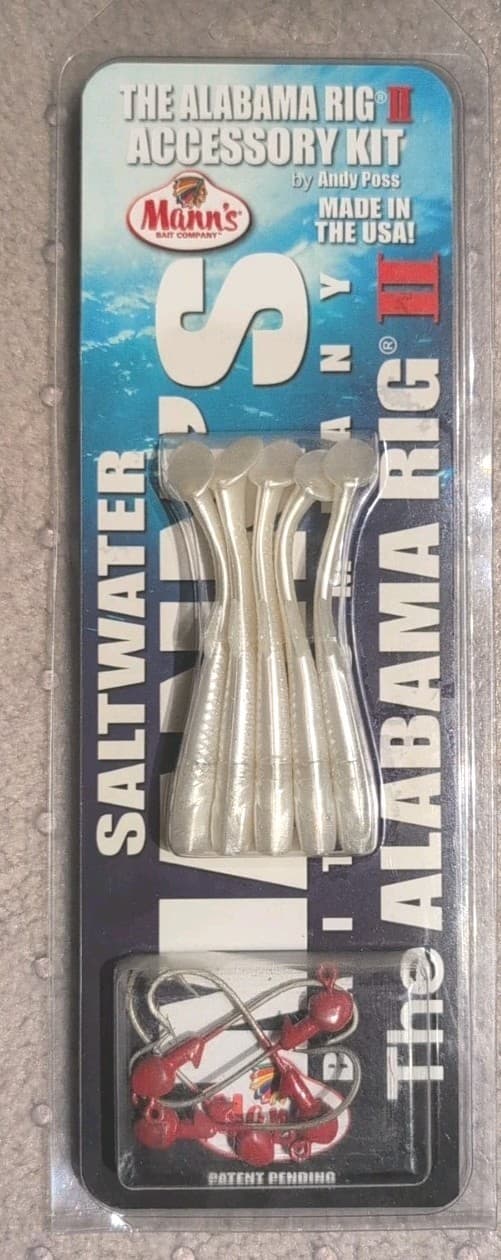 THE ALABAMA RIG® II
ACCESSORY KIT
by Andy Poss
Mann's®
BAIT COMPANY™
MADE IN
THE USA!
SALTWATER
The ALABAMA RIG® II
PATENT PENDING